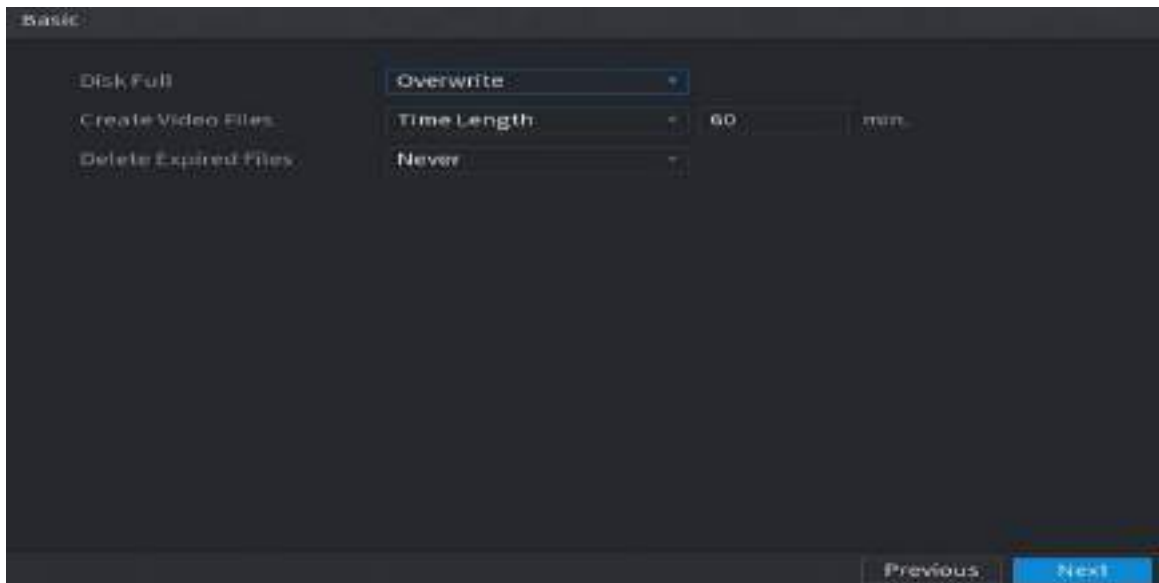 Basic
Disk Full Overwrite
Create Video Files Time Length 60 min.
Delete Expired Files Never
Previous Next